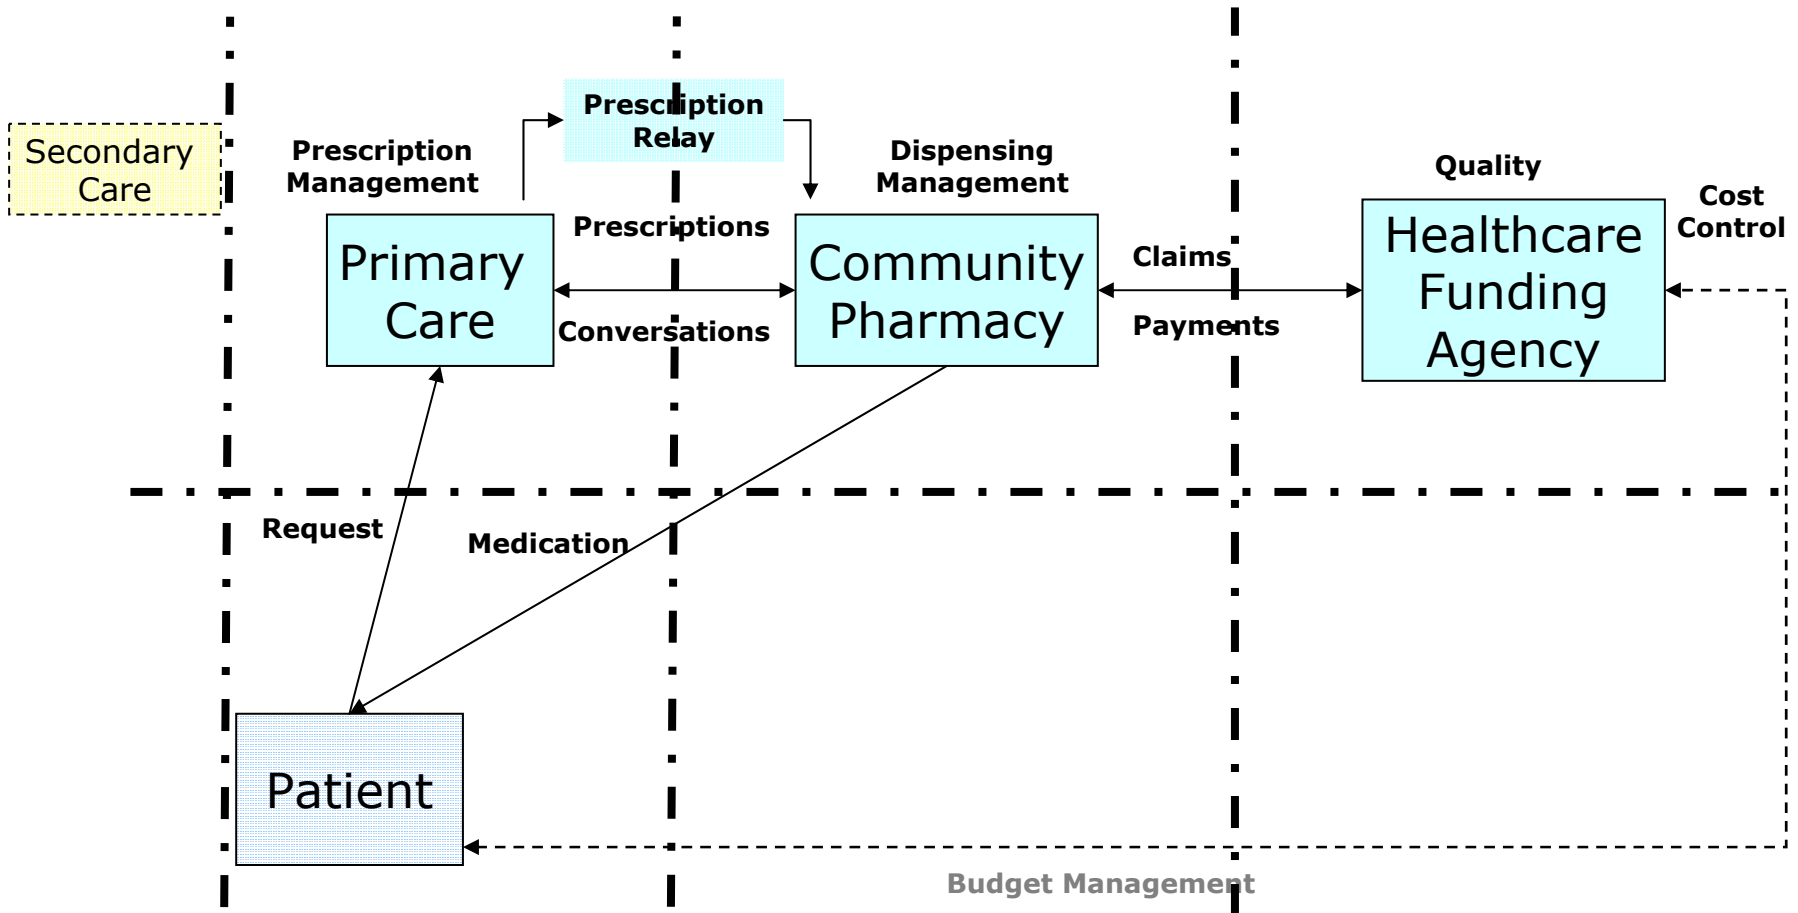 Prescription
Relay
Secondary
Care
Prescription
Management
Dispensing
Management
Quality
Cost
Control
Prescriptions
Primary
Care
Community
Pharmacy
Claims
Healthcare
Funding
Agency
Conversations
Payments
Request
Medication
Patient
Budget Management